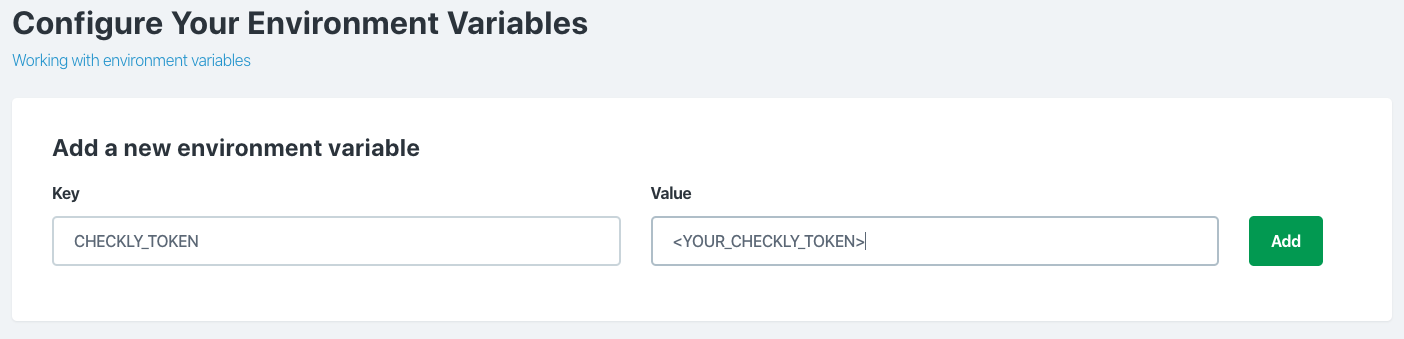 Configure Your Environment Variables
Working with environment variables
Add a new environment variable
Key
Value
CHECKLY_TOKEN
<YOUR_CHECKLY_TOKEN>
Add